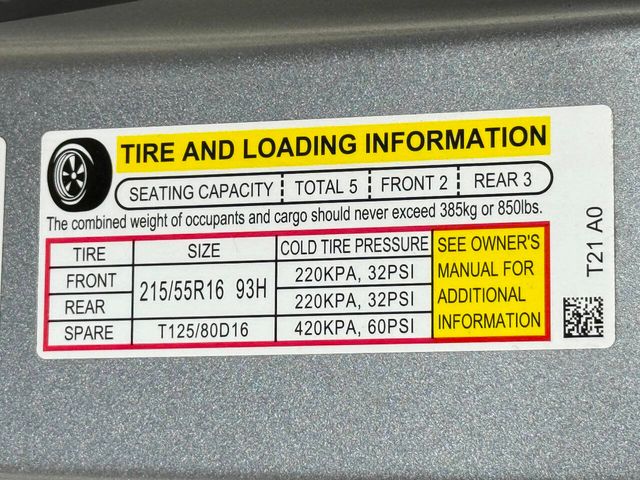 TIRE AND LOADING INFORMATION
SEATING CAPACITY TOTAL 5 FRONT 2 REAR 3
The combined weight of occupants and cargo should never exceed 385kg or 850lbs.
TIRE SIZE COLD TIRE PRESSURE
FRONT 215/55R16 93H 220KPA, 32PSI
REAR 220KPA, 32PSI
SPARE T125/80D16 420KPA, 60PSI
SEE OWNER'S
MANUAL FOR
ADDITIONAL
INFORMATION
T21 A0